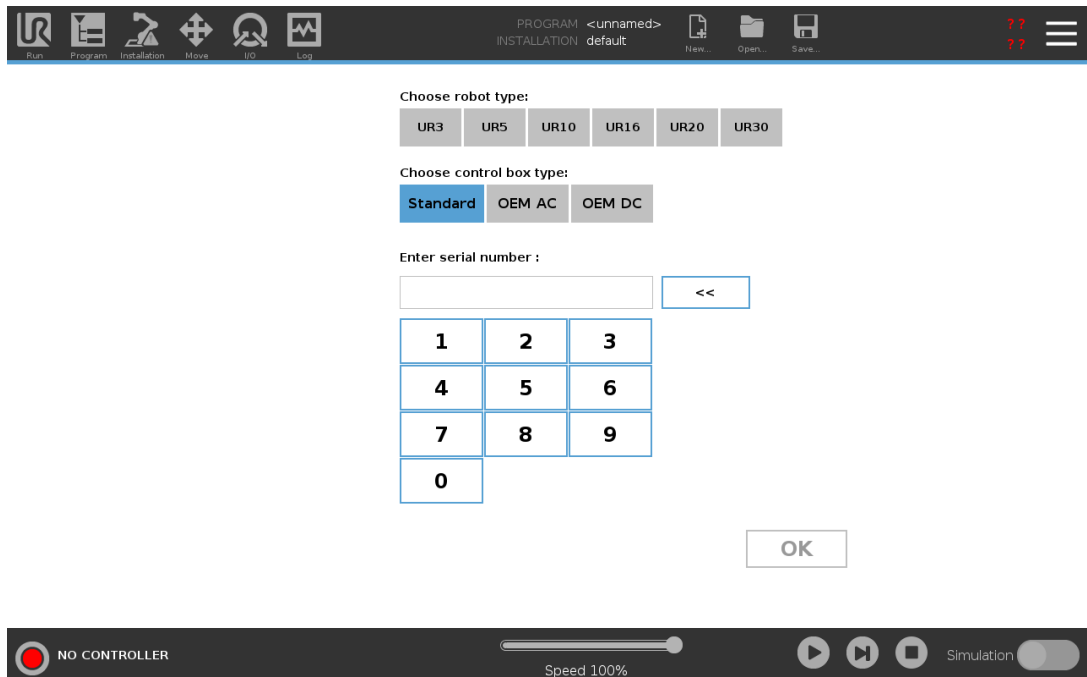 PROGRAM <unnamed>
INSTALLATION default
Run Program Installation Move I/O Log New... Open... Save...
? ?
? ?
Choose robot type:
UR3 UR5 UR10 UR16 UR20 UR30
Choose control box type:
Standard OEM AC OEM DC
Enter serial number :
<<
1 2 3
4 5 6
7 8 9
0
OK
NO CONTROLLER
Speed 100%
Simulation